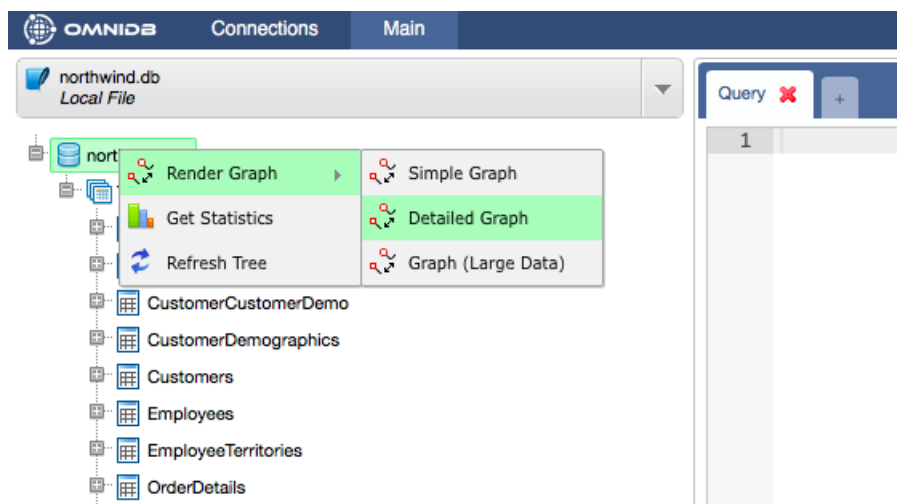 OMNIDB Connections Main
northwind.db
Local File
Query +
1
nort
Render Graph
Get Statistics
Refresh Tree
Simple Graph
Detailed Graph
Graph (Large Data)
CustomerCustomerDemo
CustomerDemographics
Customers
Employees
EmployeeTerritories
OrderDetails